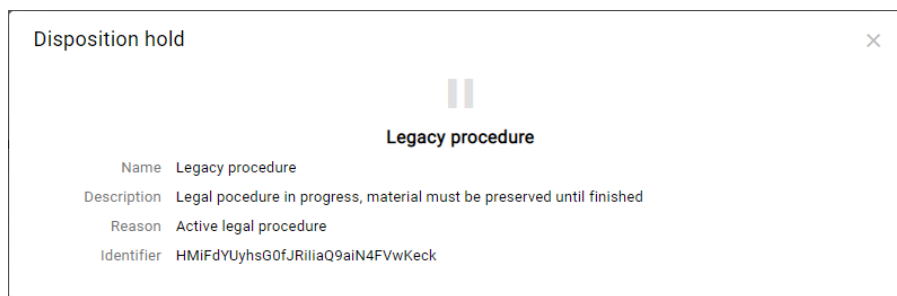 Disposition hold
Legacy procedure
Name Legacy procedure
Description Legal pocedure in progress, material must be preserved until finished
Reason Active legal procedure
Identifier HMiFdYUyhsG0fJRiIiaQ9aiN4FVwKeck